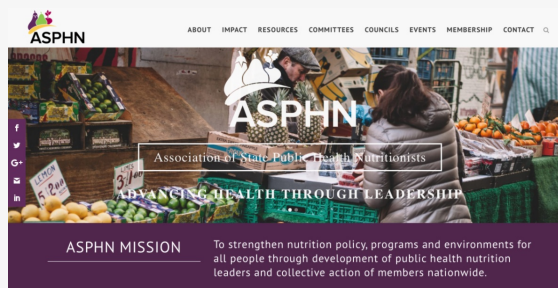 ASPHN
ABOUT IMPACT RESOURCES COMMITTEES COUNCILS EVENTS MEMBERSHIP CONTACT
ASPHN
Association of State Public Health Nutritionists
ADVANCING HEALTH THROUGH LEADERSHIP
LEMON
G+
in
ASPHN MISSION
To strengthen nutrition policy, programs and environments for
all people through development of public health nutrition
leaders and collective action of members nationwide.